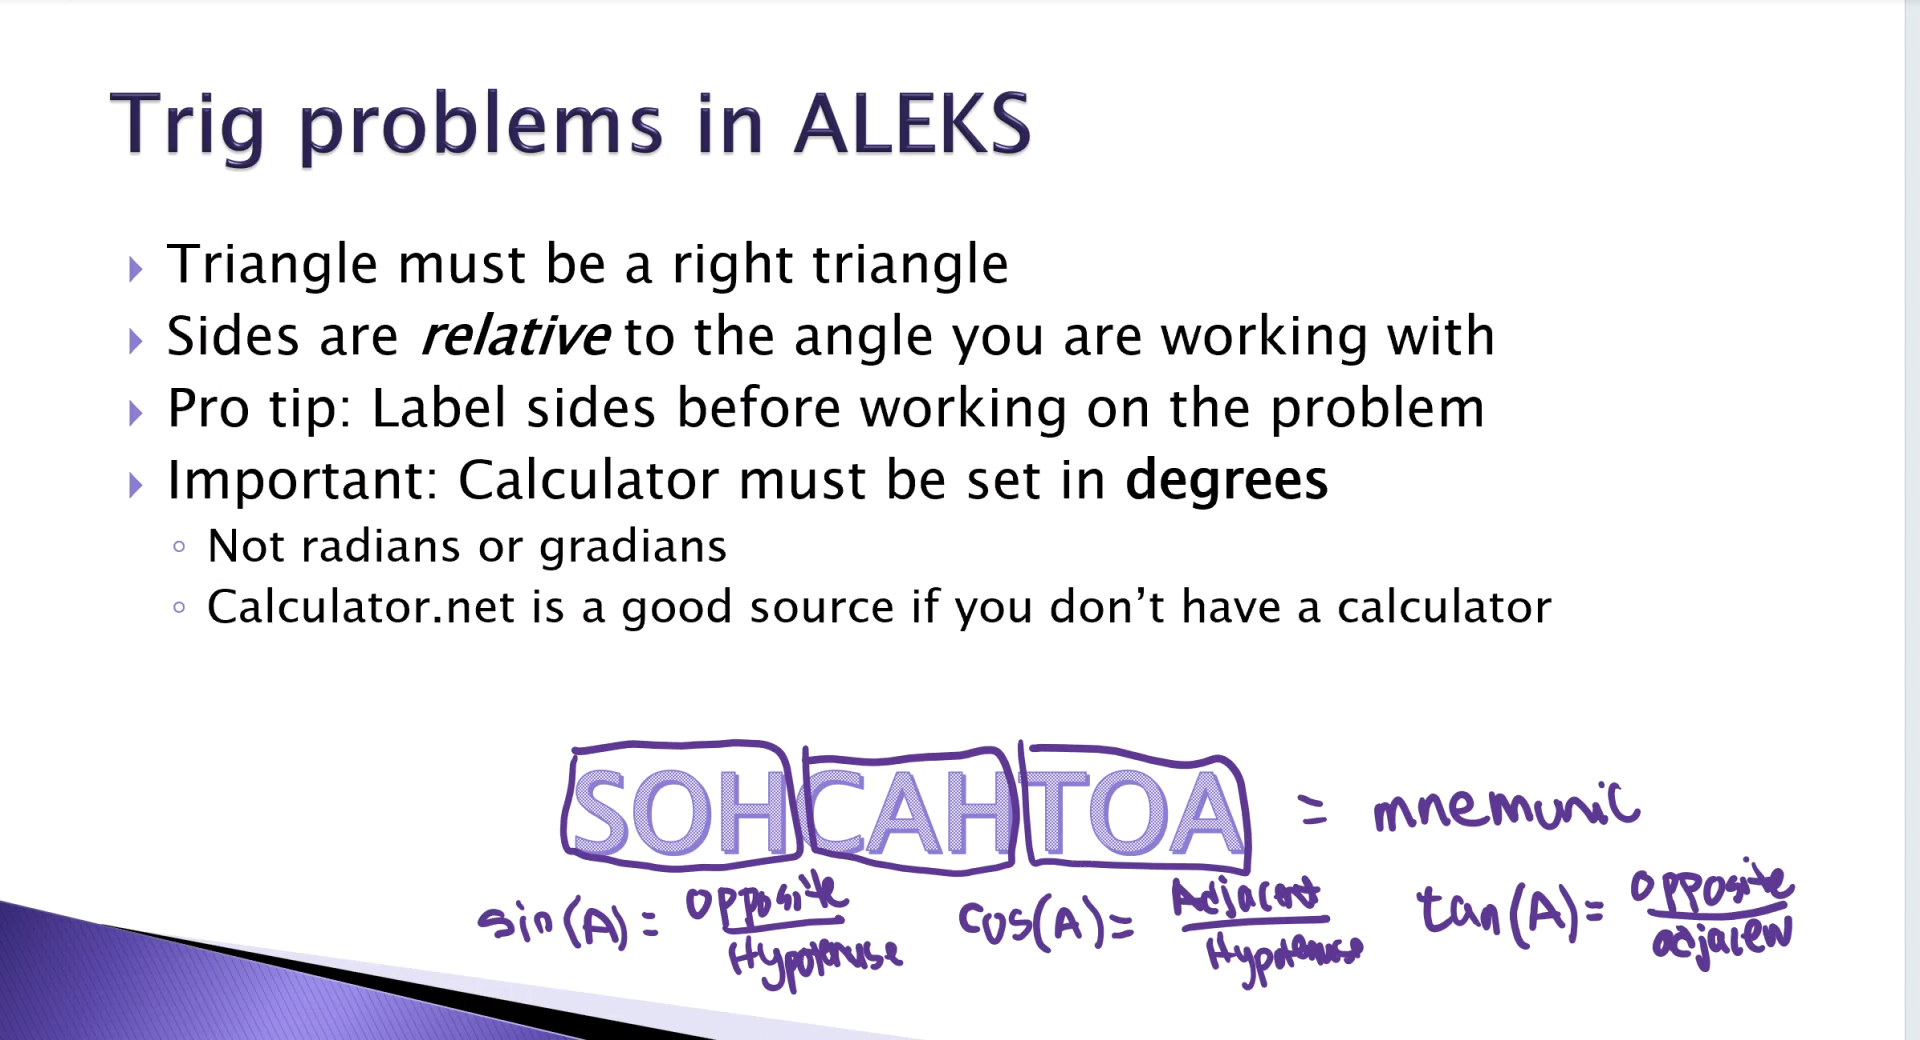 Trig problems in ALEKS
Triangle must be a right triangle
Sides are relative to the angle you are working with
Pro tip: Label sides before working on the problem
Important: Calculator must be set in degrees
Not radians or gradians
Calculator.net is a good source if you don't have a calculator
SOHCAHTOA = mnemunic
sin(A) = opposite / Hypotenuse cos(A) = Adjacent / Hypotenuse tan(A) = opposite / adjacent